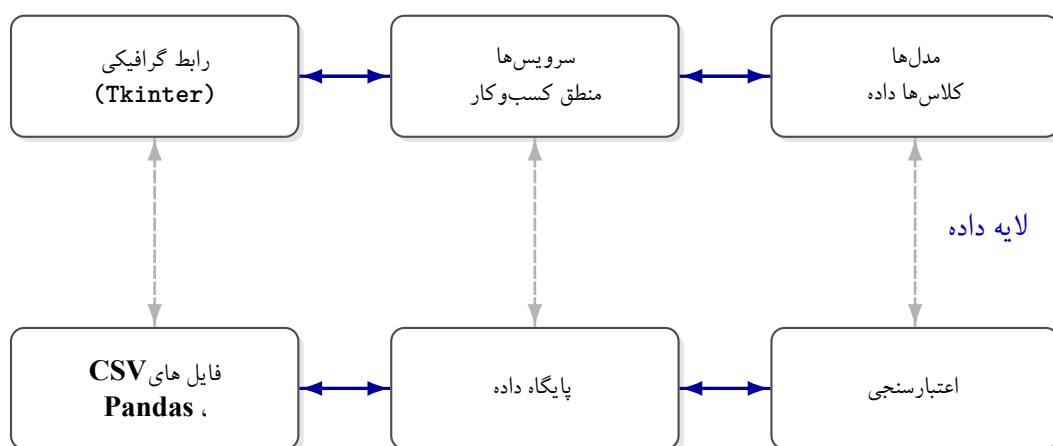 مدل‌ها
کلاس‌ها داده
سرویس‌ها
منطق کسب‌وکار
رابط گرافیکی
(Tkinter)
لایه داده
اعتبارسنجی
پایگاه داده
فایل های CSV
، Pandas